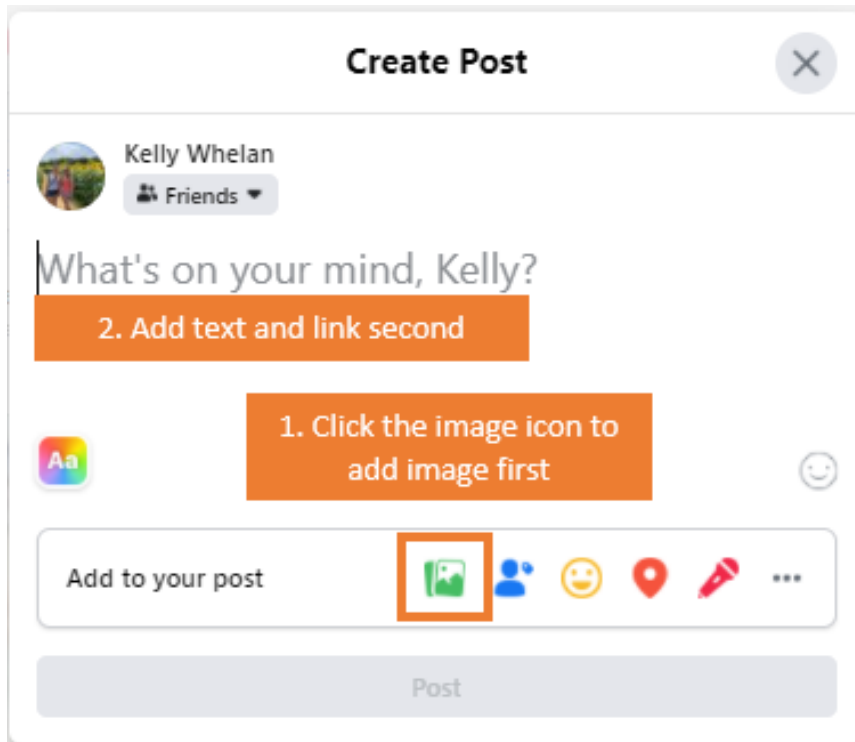 Create Post
Kelly Whelan
Friends
What's on your mind, Kelly?
2. Add text and link second
1. Click the image icon to
add image first
Aa
Add to your post
Post